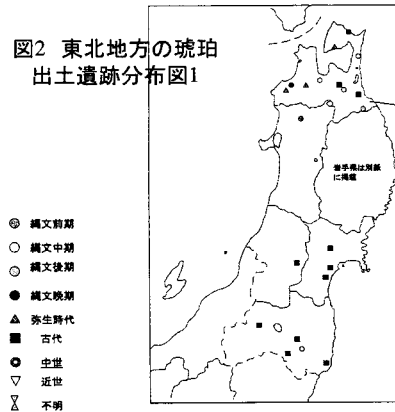 図2 東北地方の琥珀
出土遺跡分布図1
岩手県は別紙
に掲載
縄文前期
縄文中期
縄文後期
縄文晩期
弥生時代
古代
中世
近世
不明